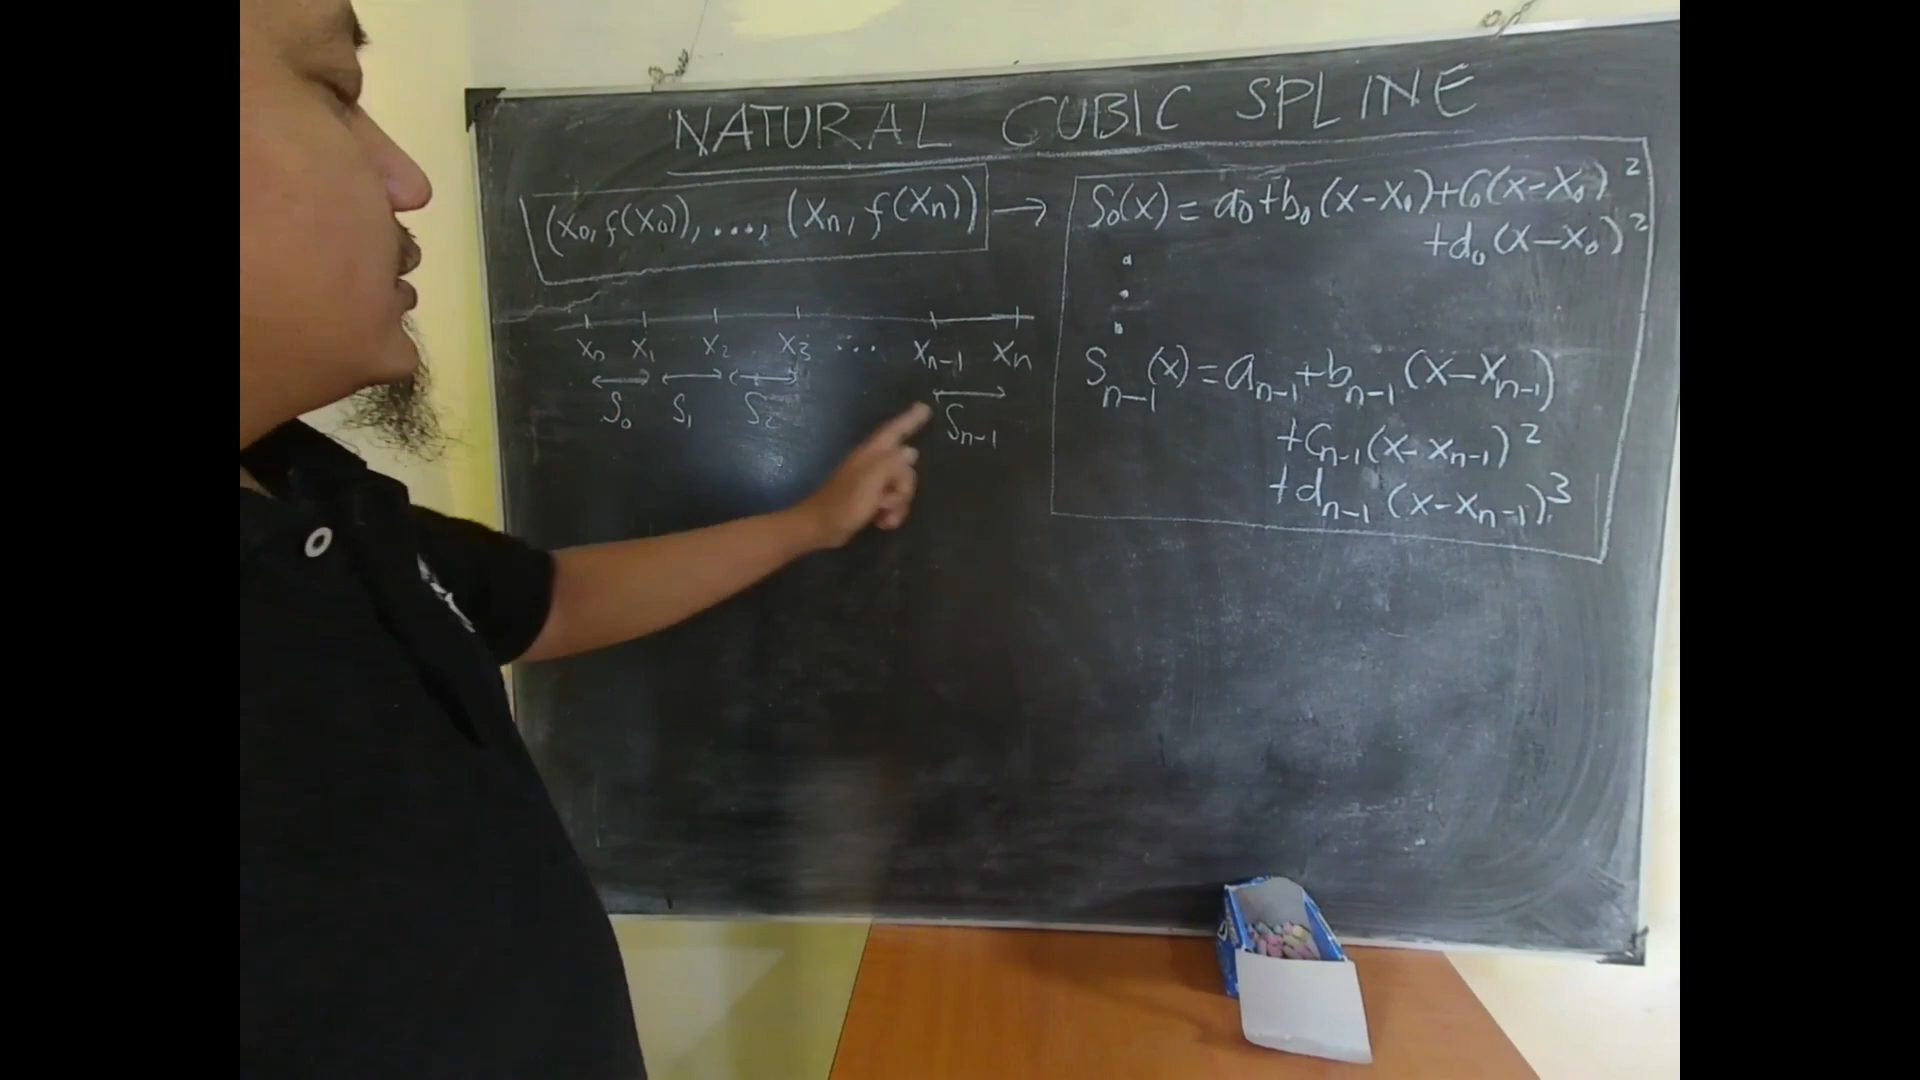 NATURAL CUBIC SPLINE
(x₀, f(x₀)), ..., (xₙ, f(xₙ)) → S₀(x) = a₀+b₀(x-x₀)+c₀(x-x₀)²
+d₀(x-x₀)²
x₀ x₁ x₂ x₃ ... xₙ₋₁ xₙ
S₀ S₁ S₂ Sₙ₋₁
Sₙ₋₁(x) = aₙ₋₁+bₙ₋₁(x-xₙ₋₁)
+cₙ₋₁(x-xₙ₋₁)²
+dₙ₋₁(x-xₙ₋₁)³